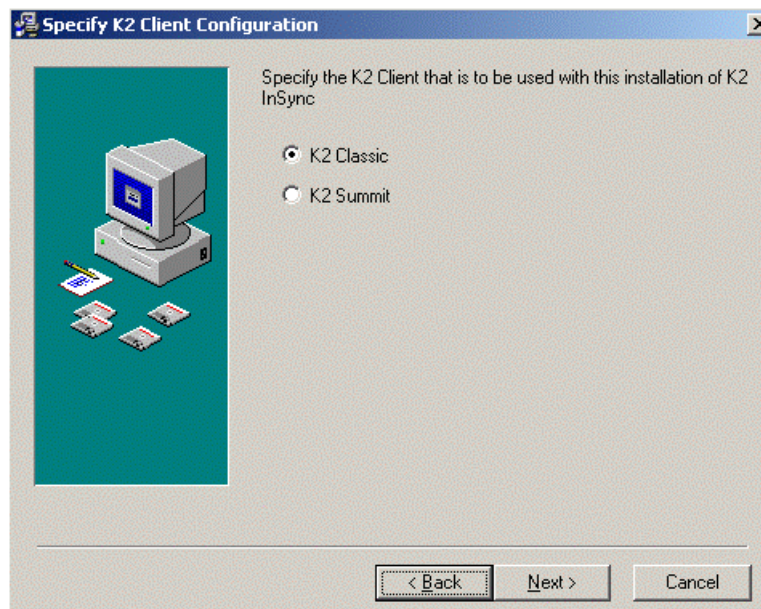 Specify K2 Client Configuration
Specify the K2 Client that is to be used with this installation of K2
InSync
K2 Classic
K2 Summit
< Back Next > Cancel